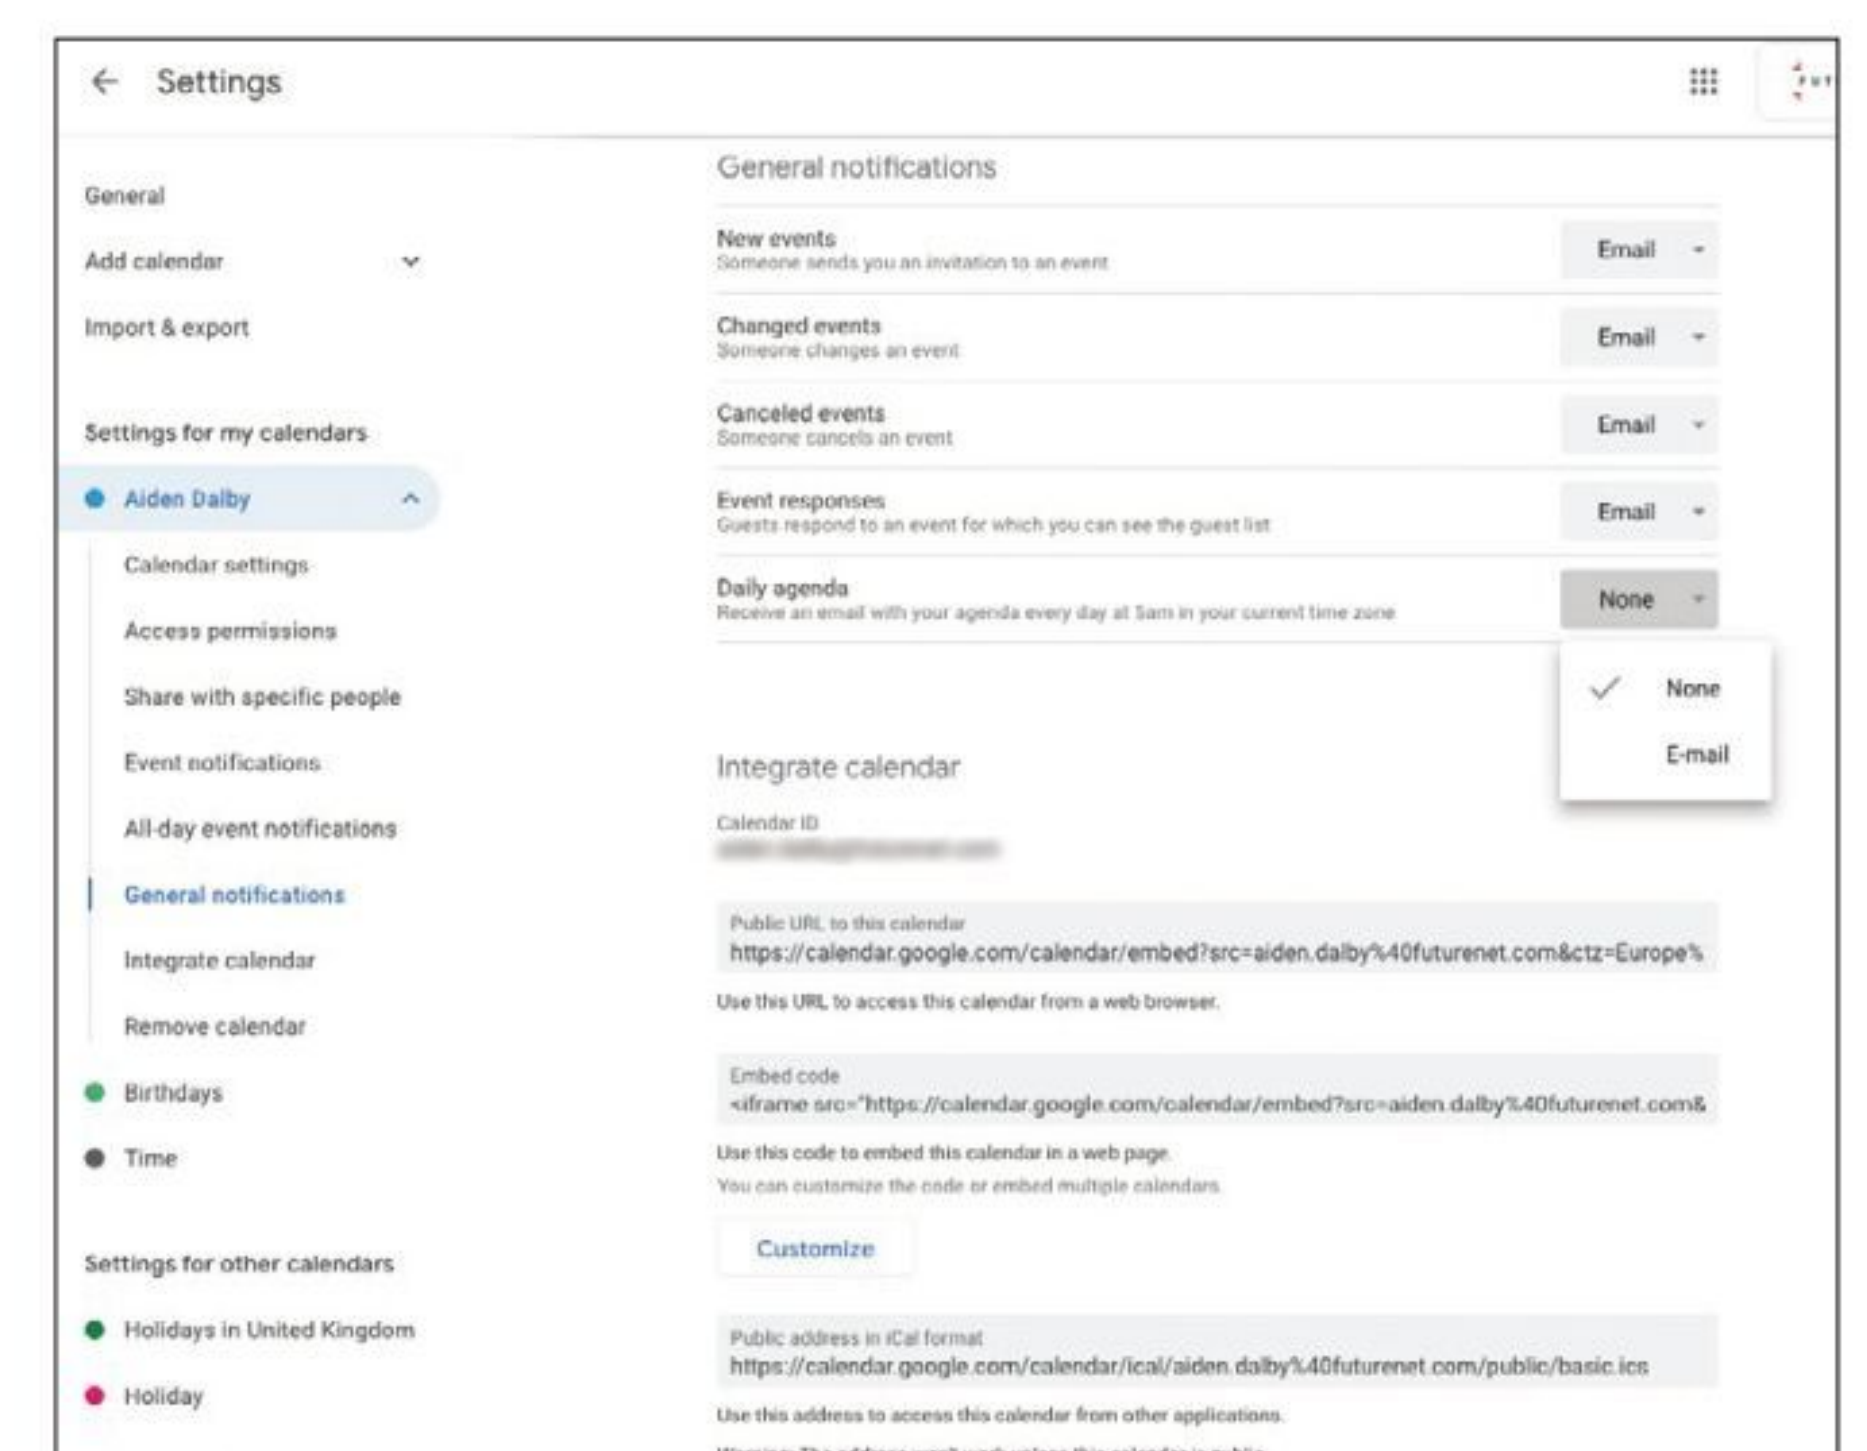 Settings
General
Add calendar
Import & export
Settings for my calendars
Aiden Dalby
Calendar settings
Access permissions
Share with specific people
Event notifications
All-day event notifications
General notifications
Integrate calendar
Remove calendar
Birthdays
Time
Settings for other calendars
Holidays in United Kingdom
Holiday
General notifications
New events
Email
Someone sends you an invitation to an event
Changed events
Email
Someone changes an event
Canceled events
Email
Someone cancels an event
Event responses
Email
Guests respond to an event for which you can see the guest list
Daily agenda
None
Receive an email with your agenda every day at 5am in your current time zone
None
E-mail
Integrate calendar
Calendar ID
Public URL to this calendar
https://calendar.google.com/calendar/embed?src=aiden.dalby%40futurenet.com&ctz=Europe%
Use this URL to access this calendar from a web browser.
Embed code
<iframe src="https://calendar.google.com/calendar/embed?src=aiden.dalby%40futurenet.com&
Use this code to embed this calendar in a web page.
You can customize the code or embed multiple calendars.
Customize
Public address in iCal format
https://calendar.google.com/calendar/ical/aiden.dalby%40futurenet.com/public/basic.ics
Use this address to access this calendar from other applications.